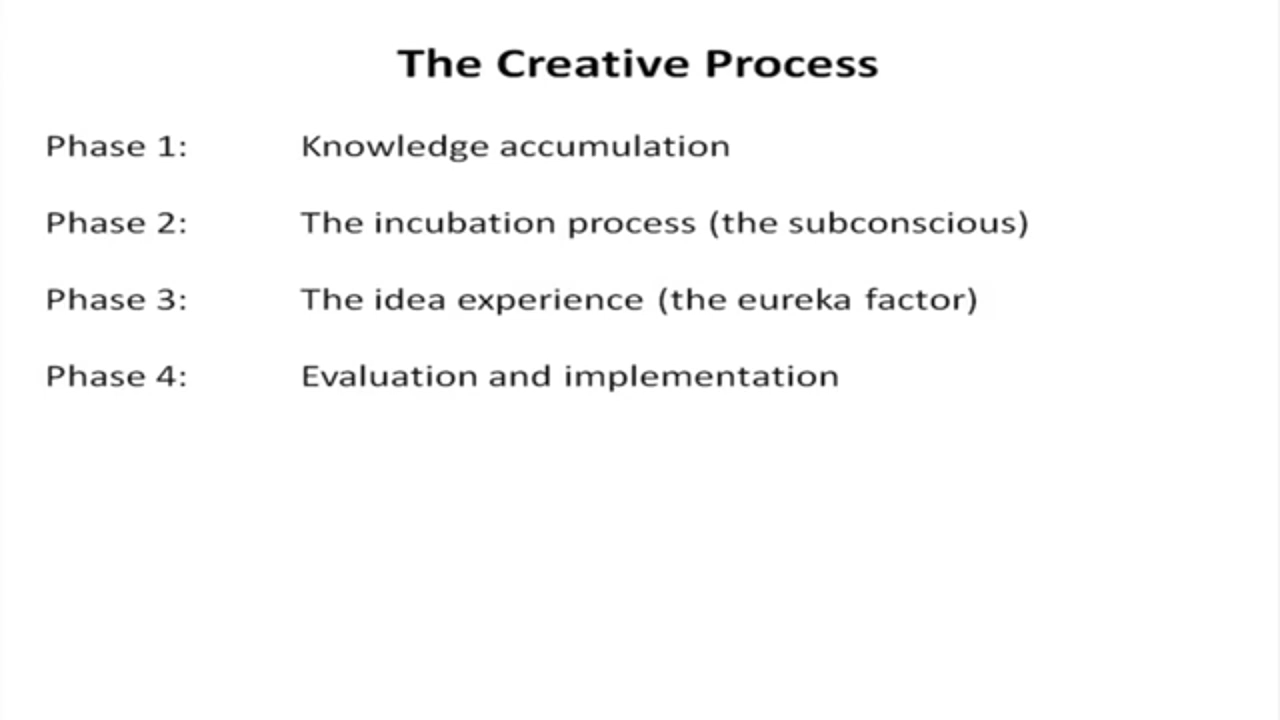 The Creative Process
Phase 1: Knowledge accumulation
Phase 2: The incubation process (the subconscious)
Phase 3: The idea experience (the eureka factor)
Phase 4: Evaluation and implementation